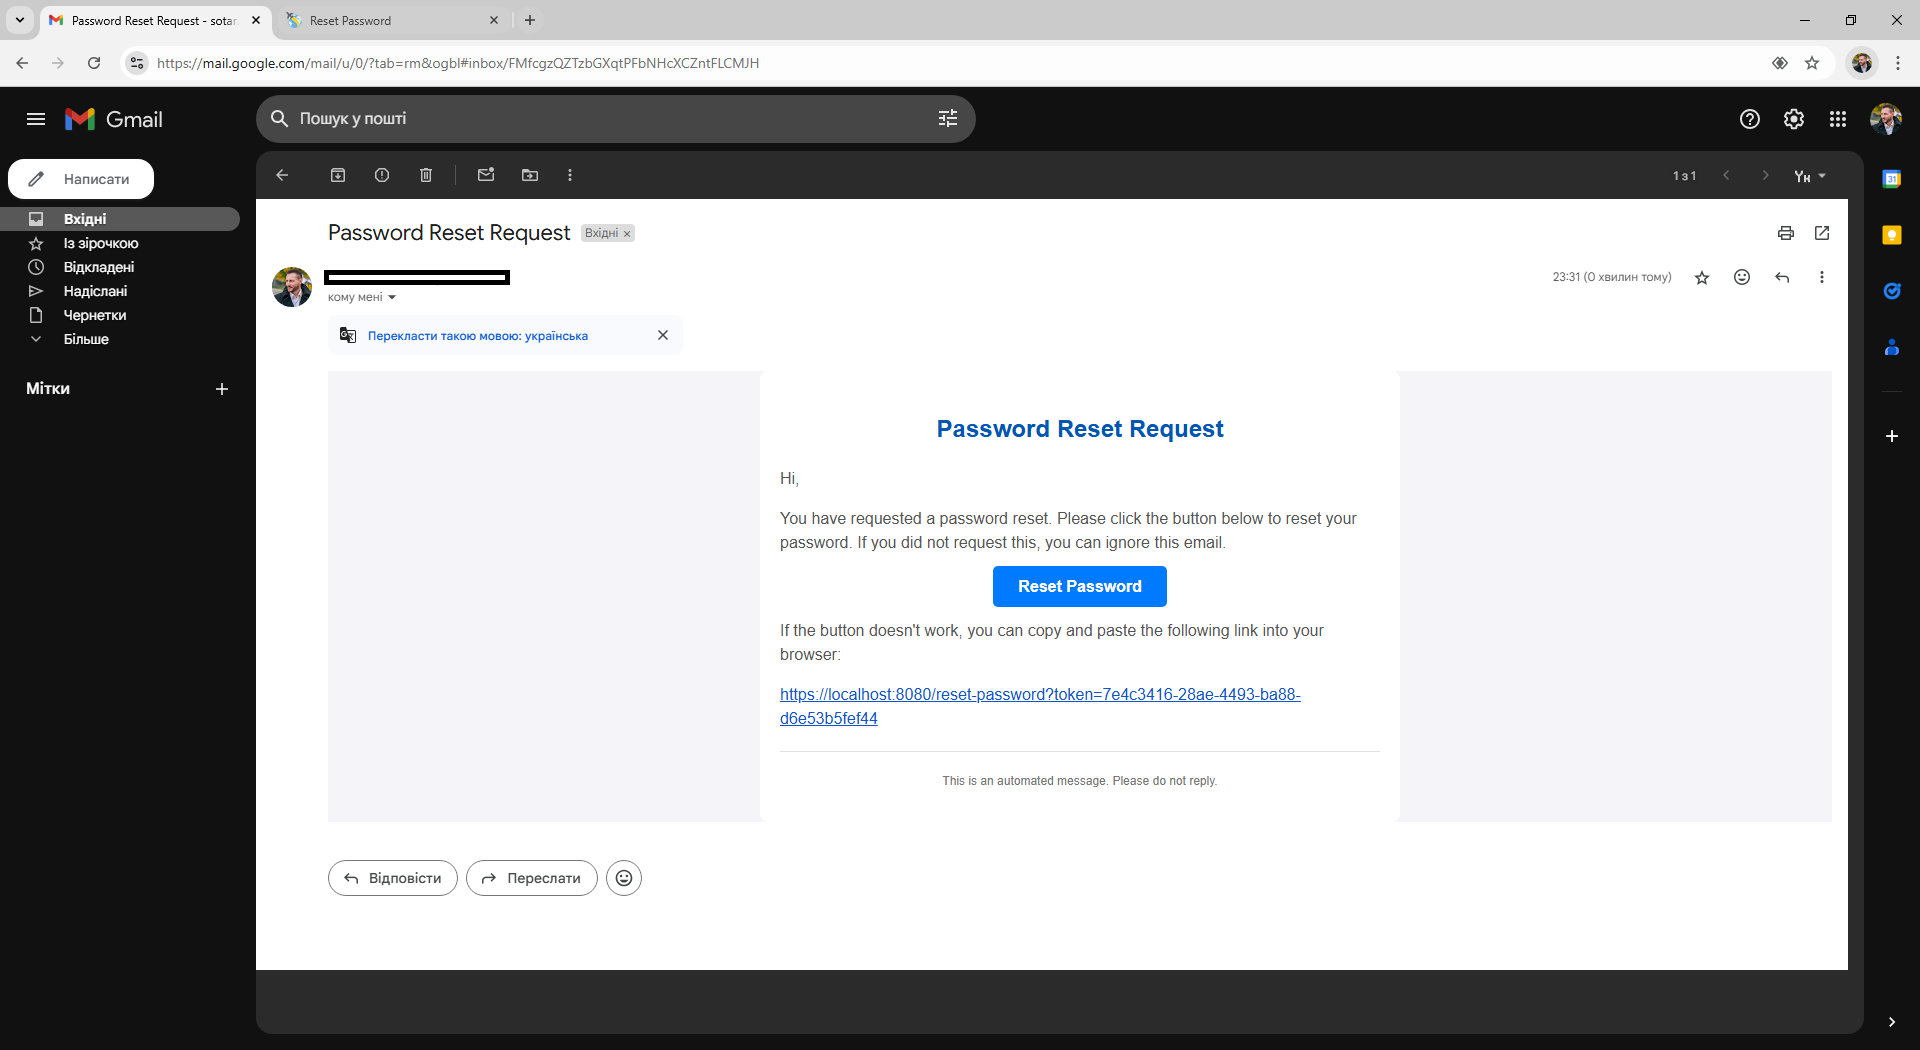 Password Reset Request - sotar
Reset Password
https://mail.google.com/mail/u/0/?tab=rm&ogbl#inbox/FMfcgzQZTzbGXqtPFbNHcXCZntFLCMJH
Gmail
Пошук у пошті
Написати
Вхідні
Із зірочкою
Відкладені
Надіслані
Чернетки
Більше
Мітки
1 з 1
Ук
31
Password Reset Request
Вхідні ×
23:31 (0 хвилин тому)
кому мені
Перекласти такою мовою: українська
Password Reset Request
Hi,
You have requested a password reset. Please click the button below to reset your
password. If you did not request this, you can ignore this email.
Reset Password
If the button doesn't work, you can copy and paste the following link into your
browser:
https://localhost:8080/reset-password?token=7e4c3416-28ae-4493-ba88-
d6e53b5fef44
This is an automated message. Please do not reply.
Відповісти
Переслати